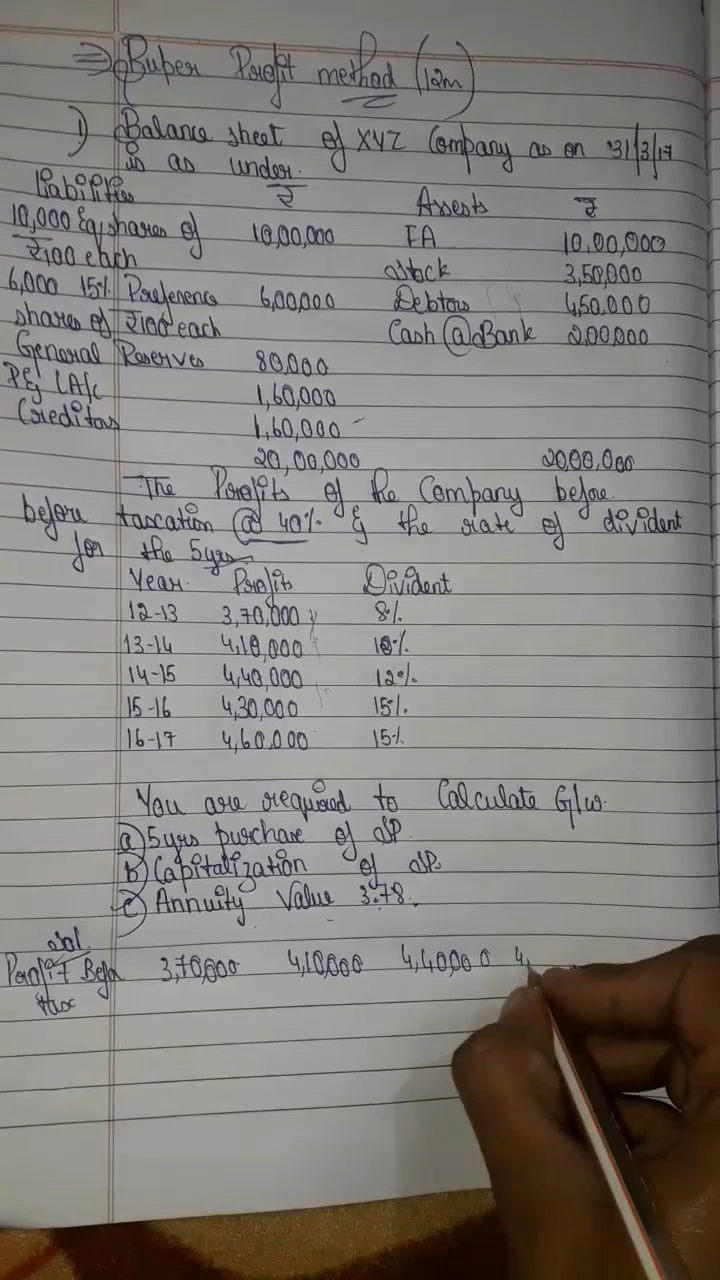 ⇒ Super Profit method (12m)
1) Balance sheet of XYZ Company as on 31/3/17
is as under.
Liabilities ₹ Assests ₹
10,000 Eq shares of ₹100 each 10,00,000 FA 10,00,000
Stock 3,50,000
6,000 15% Preference shares of ₹100 each 6,00,000 Debtors 4,50,000
Cash @ Bank 2,00,000
General Reserves 80,000
P&L A/c 1,60,000
Creditos 1,60,000
20,00,000 20,00,000
The Profits of the Company before
before taxcation @ 40% & the rate of divident
for the 5yrs
Year. Profits Divident
12-13 3,70,000 8%
13-14 4,10,000 10%
14-15 4,40,000 12%
15-16 4,30,000 15%
16-17 4,60,000 15%
You are required to Calculate G/w.
a) 5yrs purchase of SP.
b) Capitalization of SP.
c) Annuity Value 3.78.
Sol
Profit Befo tax 3,70,000 4,10,000 4,40,000 4,